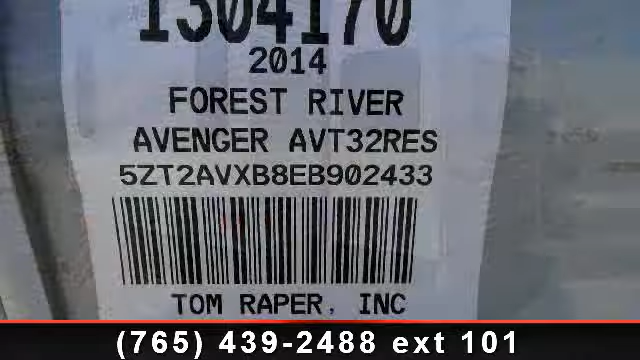 1304170
2014
FOREST RIVER
AVENGER AVT32RES
5ZT2AVXB8EB902433
TOM RAPER, INC
(765) 439-2488 ext 101